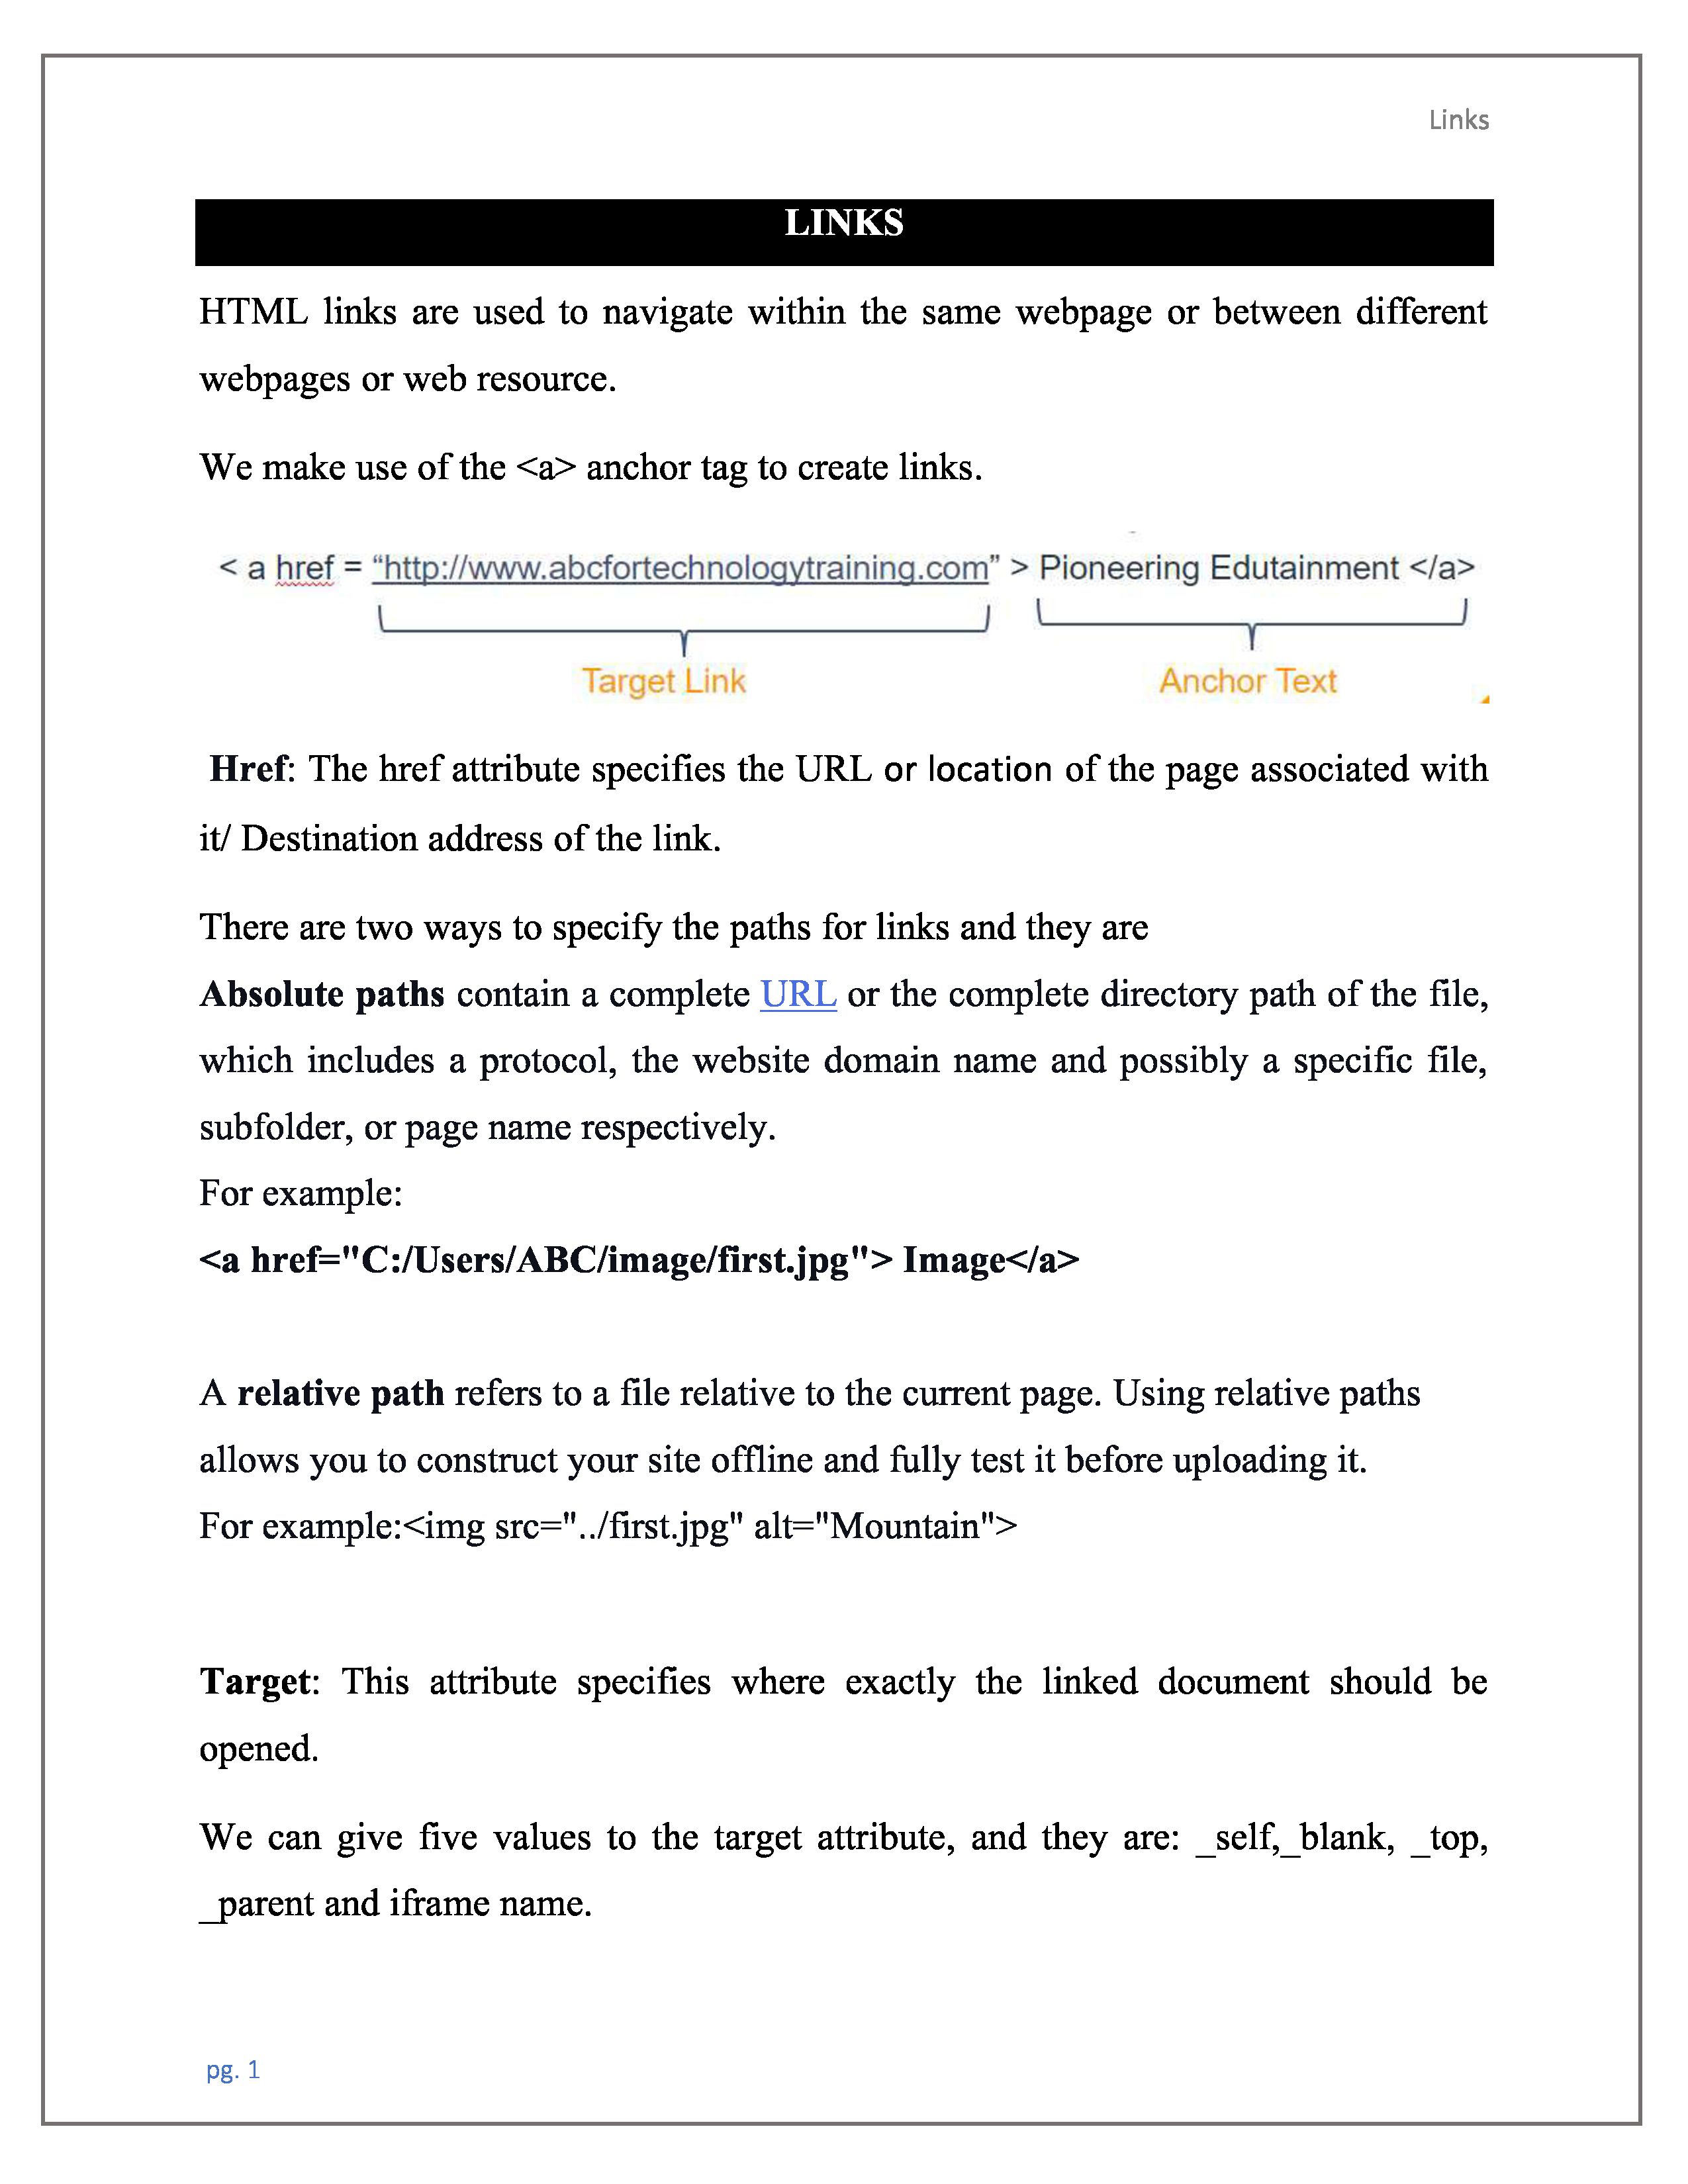 Links
LINKS
HTML links are used to navigate within the same webpage or between different
webpages or web resource.
We make use of the <a> anchor tag to create links.
< a href = “http://www.abcfortechnologytraining.com” > Pioneering Edutainment </a>
Target Link Anchor Text
Href: The href attribute specifies the URL or location of the page associated with
it/ Destination address of the link.
There are two ways to specify the paths for links and they are
Absolute paths contain a complete URL or the complete directory path of the file,
which includes a protocol, the website domain name and possibly a specific file,
subfolder, or page name respectively.
For example:
<a href="C:/Users/ABC/image/first.jpg"> Image</a>
A relative path refers to a file relative to the current page. Using relative paths
allows you to construct your site offline and fully test it before uploading it.
For example:<img src="../first.jpg" alt="Mountain">
Target: This attribute specifies where exactly the linked document should be
opened.
We can give five values to the target attribute, and they are: _self,_blank, _top,
_parent and iframe name.
pg. 1